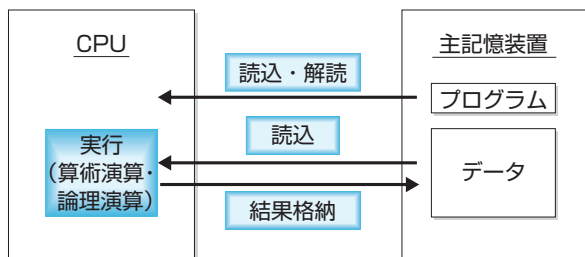 CPU
主記憶装置
読込・解読
プログラム
読込
実行
(算術演算・
論理演算)
データ
結果格納